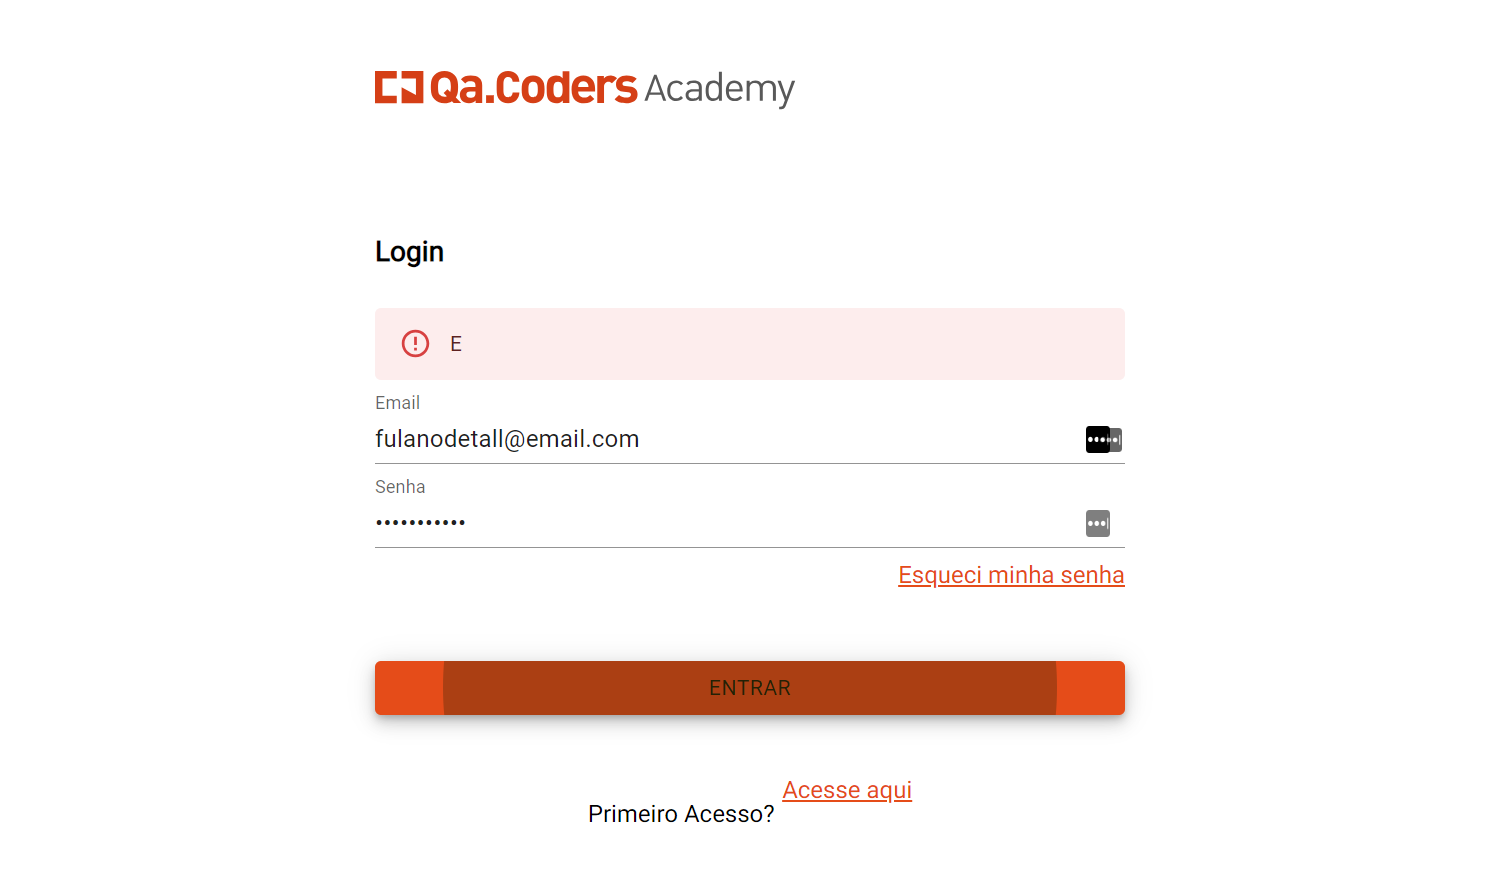 Qa.Coders Academy
Login
E
Email
fulanodetall@email.com
Senha
•••••••••••
Esqueci minha senha
ENTRAR
Primeiro Acesso? Acesse aqui